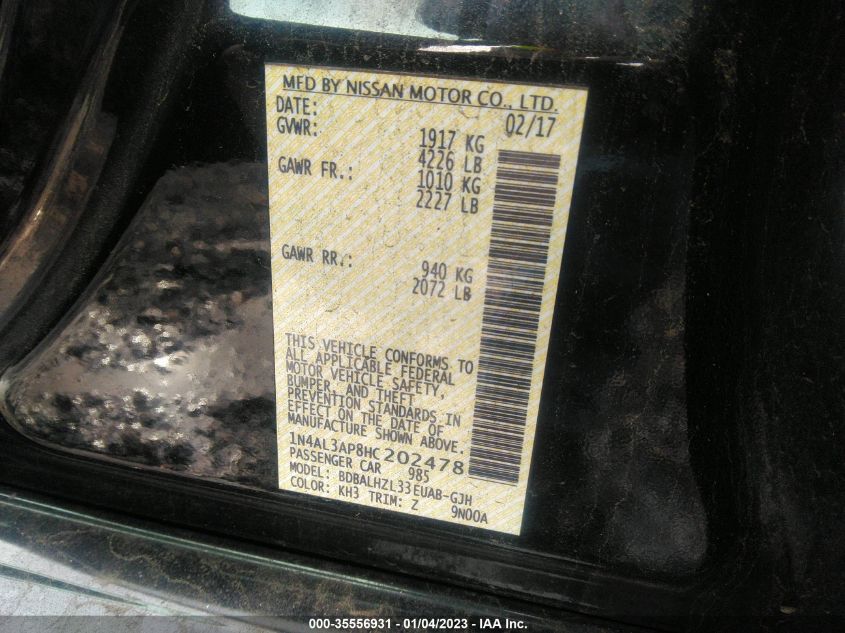 MFD BY NISSAN MOTOR CO., LTD.
DATE: 02/17
GVWR: 1917 KG
4226 LB
GAWR FR.: 1010 KG
2227 LB
GAWR RR.: 940 KG
2072 LB
THIS VEHICLE CONFORMS TO
ALL APPLICABLE FEDERAL
MOTOR VEHICLE SAFETY,
BUMPER, AND THEFT
PREVENTION STANDARDS IN
EFFECT ON THE DATE OF
MANUFACTURE SHOWN ABOVE.
1N4AL3AP8HC202478
PASSENGER CAR 985
MODEL: BDBALHZL33EUAB-GJH
COLOR: KH3 TRIM: Z 9N00A
000-35556931 - 01/04/2023 - IAA Inc.